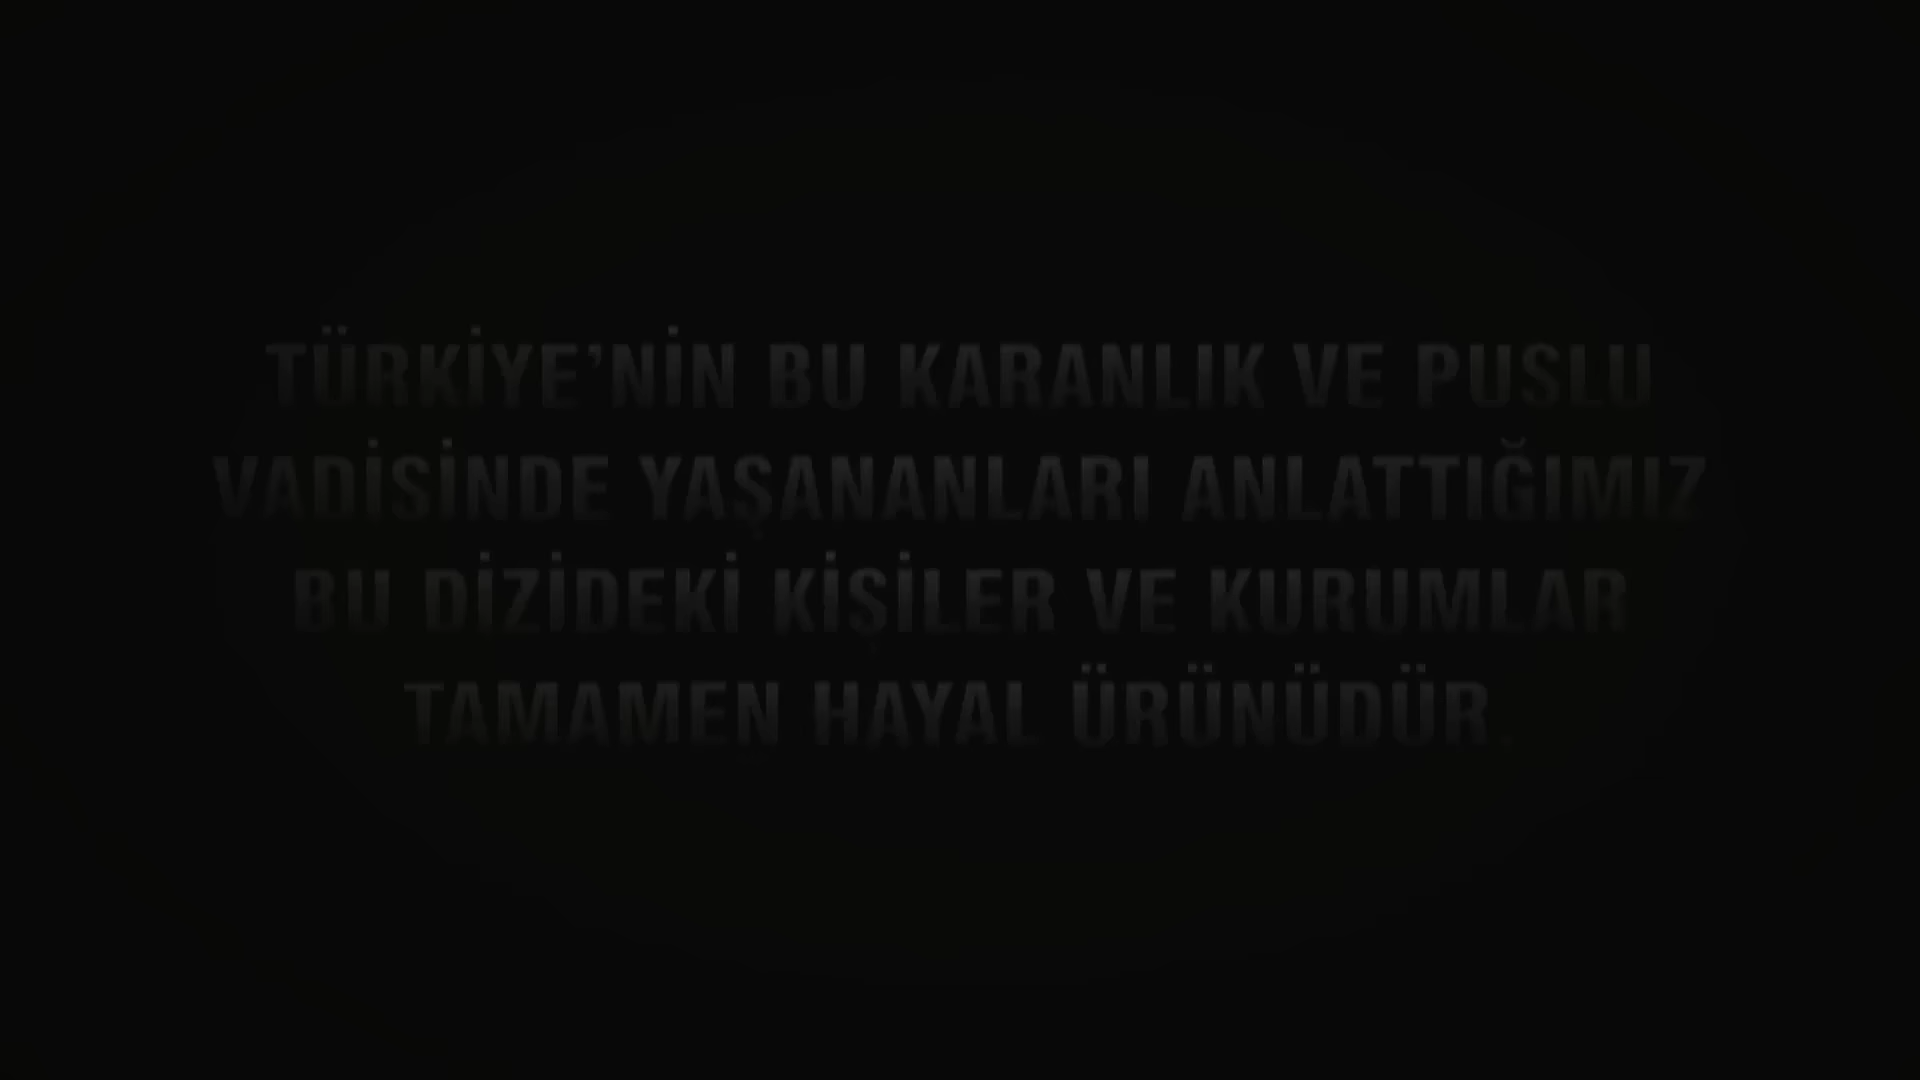 TÜRKİYE’NİN BU KARANLIK VE PUSLU
VADİSİNDE YAŞANANLARI ANLATTIĞIMIZ
BU DİZİDEKİ KİŞİLER VE KURUMLAR
TAMAMEN HAYAL ÜRÜNÜDÜR.